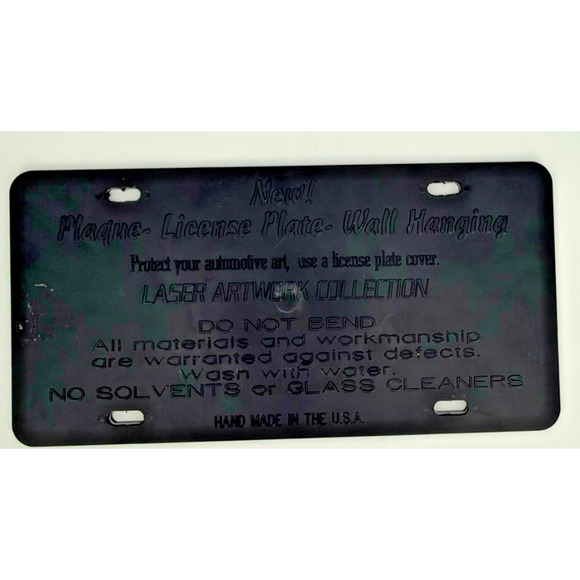 New!
Plaque- License Plate- Wall Hanging
Protect your automotive art, use a license plate cover.
LASER ARTWORK COLLECTION
DO NOT BEND
All materials and workmanship
are warranted against defects.
Wash with water.
NO SOLVENTS or GLASS CLEANERS
HAND MADE IN THE U.S.A.